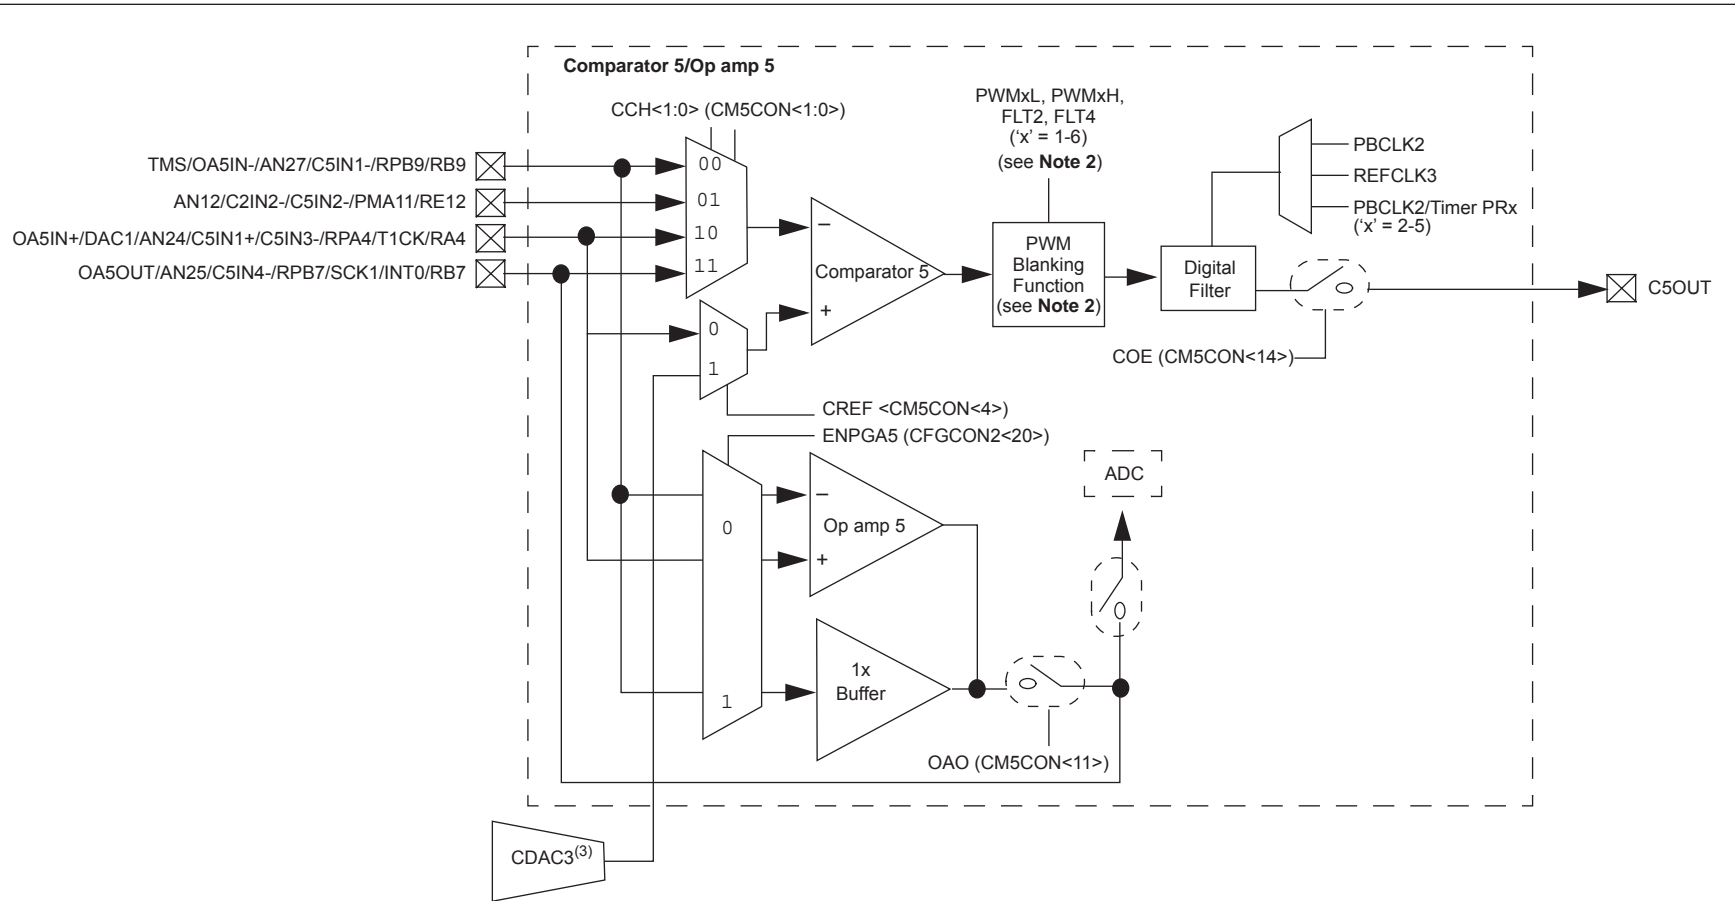 Comparator 5/Op amp 5
CCH<1:0> (CM5CON<1:0>)
PWMxL, PWMxH,
FLT2, FLT4
(‘x’ = 1-6)
(see Note 2)
TMS/OA5IN-/AN27/C5IN1-/RPB9/RB9
AN12/C2IN2-/C5IN2-/PMA11/RE12
OA5IN+/DAC1/AN24/C5IN1+/C5IN3-/RPA4/T1CK/RA4
OA5OUT/AN25/C5IN4-/RPB7/SCK1/INT0/RB7
00
01
10
11
0
1
–
Comparator 5
+
PWM
Blanking
Function
(see Note 2)
Digital
Filter
PBCLK2
REFCLK3
PBCLK2/Timer PRx
(‘x’ = 2-5)
C5OUT
COE (CM5CON<14>)
CREF <CM5CON<4>)
ENPGA5 (CFGCON2<20>)
0
1
–
Op amp 5
+
1x
Buffer
ADC
OAO (CM5CON<11>)
CDAC3(3)